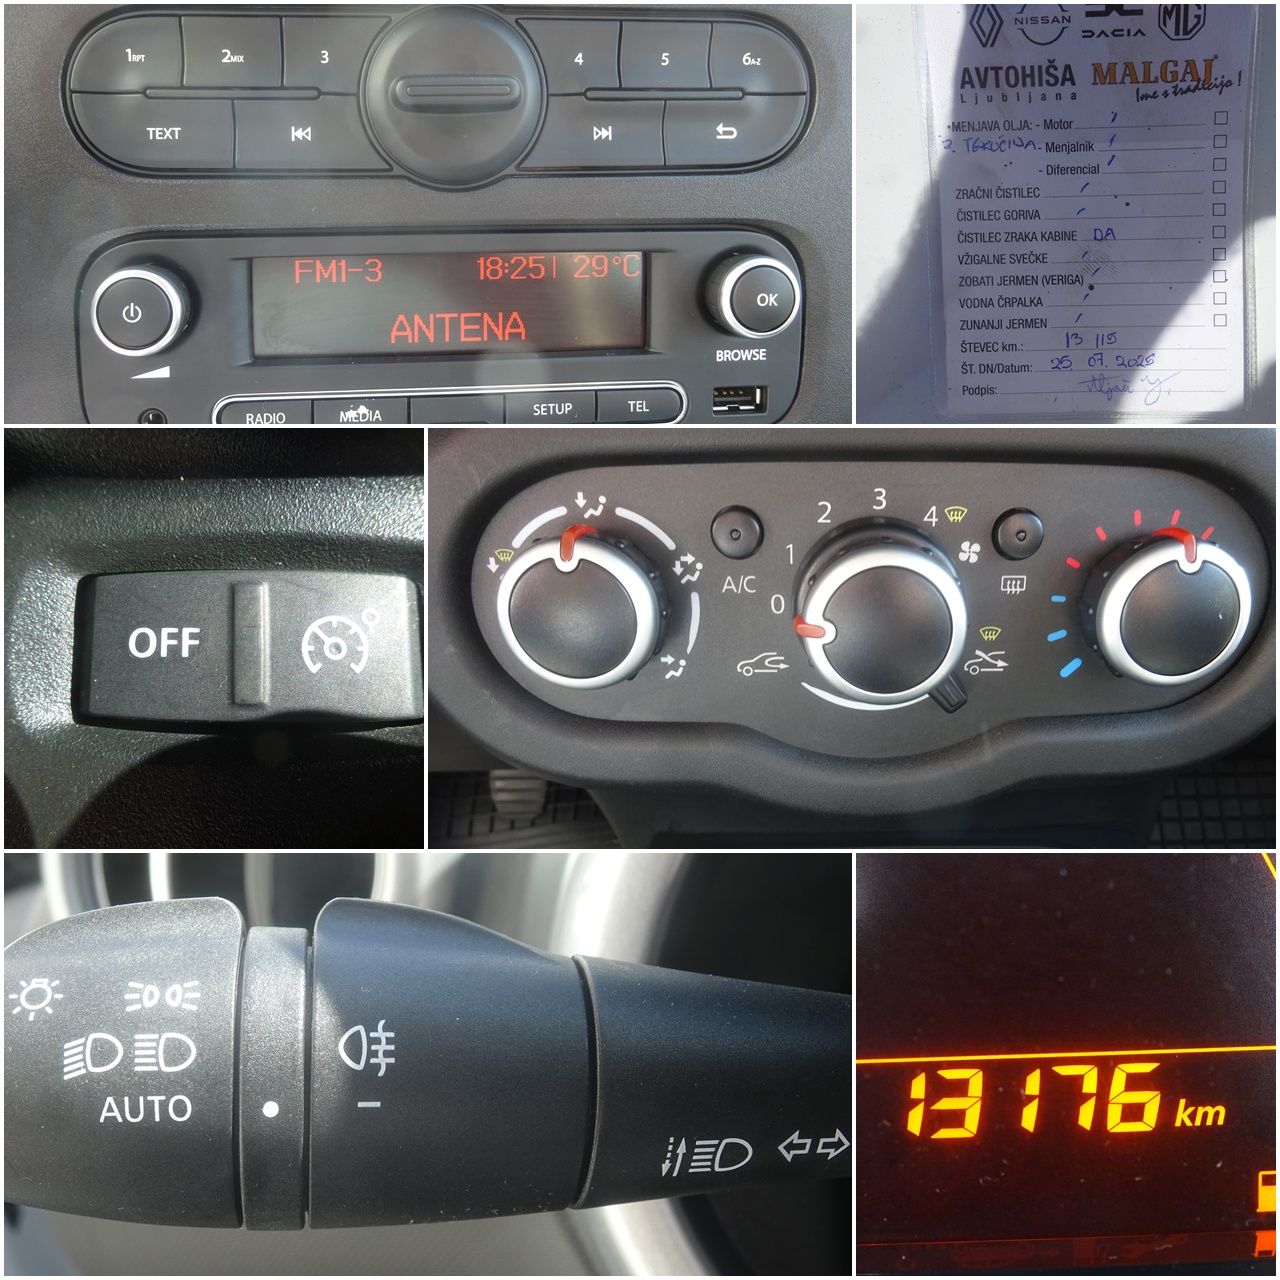 1RPT 2MIX 3 4 5 6A-Z
TEXT
FM1-3 18:25 29°C
ANTENA
OK
BROWSE
RADIO MEDIA SETUP TEL
NISSAN
DACIA
MG
AVTOHIŠA MALGAJ
Ljubljana Ime s tradicijo!
MENJAVA OLJA: - Motor
Z. TEKOČINA - Menjalnik
- Diferencial
ZRAČNI ČISTILEC
ČISTILEC GORIVA
ČISTILEC ZRAKA KABINE DA
VŽIGALNE SVEČKE
ZOBATI JERMEN (VERIGA)
VODNA ČRPALKA
ZUNANJI JERMEN
ŠTEVEC km.: 13 115
ŠT. DN/Datum: 25 07. 2025
Podpis:
OFF
A/C
0 1 2 3 4
AUTO
13176 km